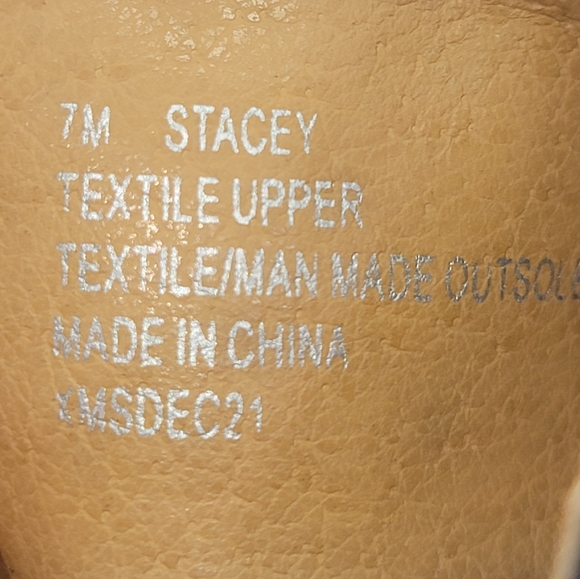 7M STACEY
TEXTILE UPPER
TEXTILE/MAN MADE OUTSOLE
MADE IN CHINA
XMSDEC21